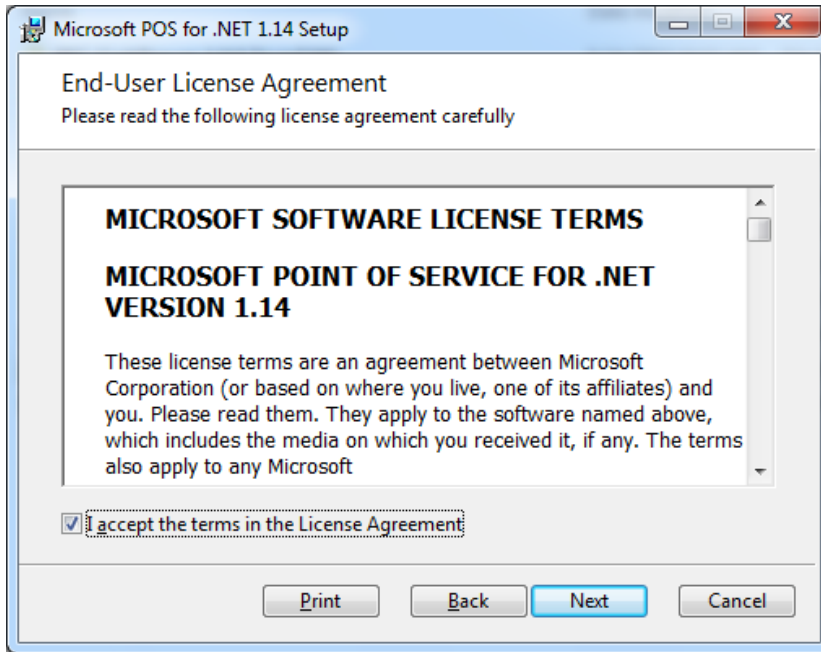 Microsoft POS for .NET 1.14 Setup
End-User License Agreement
Please read the following license agreement carefully
MICROSOFT SOFTWARE LICENSE TERMS
MICROSOFT POINT OF SERVICE FOR .NET
VERSION 1.14
These license terms are an agreement between Microsoft
Corporation (or based on where you live, one of its affiliates) and
you. Please read them. They apply to the software named above,
which includes the media on which you received it, if any. The terms
also apply to any Microsoft
I accept the terms in the License Agreement
Print Back Next Cancel